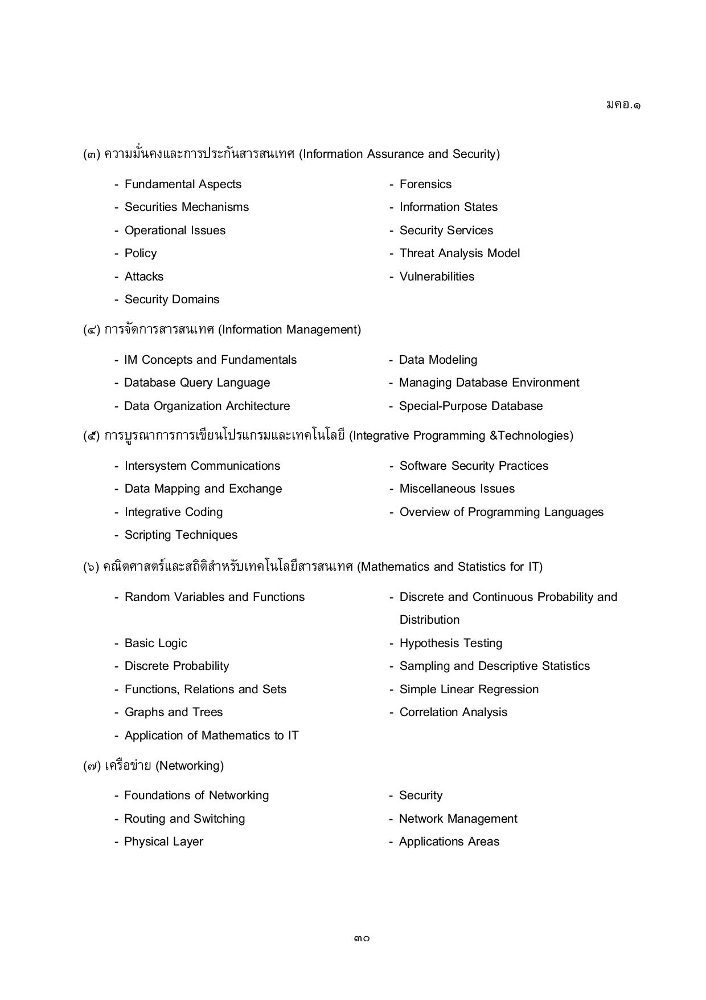 มคอ.๑
(๓) ความมั่นคงและการประกันสารสนเทศ (Information Assurance and Security)
- Fundamental Aspects - Forensics
- Securities Mechanisms - Information States
- Operational Issues - Security Services
- Policy - Threat Analysis Model
- Attacks - Vulnerabilities
- Security Domains
(๔) การจัดการสารสนเทศ (Information Management)
- IM Concepts and Fundamentals - Data Modeling
- Database Query Language - Managing Database Environment
- Data Organization Architecture - Special-Purpose Database
(๕) การบูรณาการการเขียนโปรแกรมและเทคโนโลยี (Integrative Programming &Technologies)
- Intersystem Communications - Software Security Practices
- Data Mapping and Exchange - Miscellaneous Issues
- Integrative Coding - Overview of Programming Languages
- Scripting Techniques
(๖) คณิตศาสตร์และสถิติสำหรับเทคโนโลยีสารสนเทศ (Mathematics and Statistics for IT)
- Random Variables and Functions - Discrete and Continuous Probability and
Distribution
- Basic Logic - Hypothesis Testing
- Discrete Probability - Sampling and Descriptive Statistics
- Functions, Relations and Sets - Simple Linear Regression
- Graphs and Trees - Correlation Analysis
- Application of Mathematics to IT
(๗) เครือข่าย (Networking)
- Foundations of Networking - Security
- Routing and Switching - Network Management
- Physical Layer - Applications Areas
๓๐